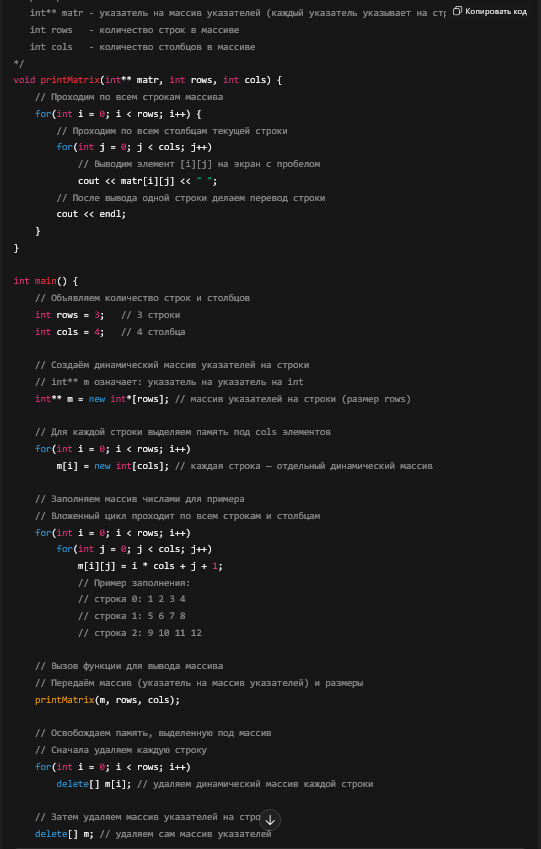 int** matr - указатель на массив указателей (каждый указатель указывает на
Копировать код
int rows   - количество строк в массиве
int cols   - количество столбцов в массиве
*/
void printMatrix(int** matr, int rows, int cols) {
    // Проходим по всем строкам массива
    for(int i = 0; i < rows; i++) {
        // Проходим по всем столбцам текущей строки
        for(int j = 0; j < cols; j++)
            // Выводим элемент [i][j] на экран с пробелом
            cout << matr[i][j] << " ";
        // После вывода одной строки делаем перевод строки
        cout << endl;
    }
}
int main() {
    // Объявляем количество строк и столбцов
    int rows = 3;   // 3 строки
    int cols = 4;   // 4 столбца
    // Создаём динамический массив указателей на строки
    // int** m означает: указатель на указатель на int
    int** m = new int*[rows]; // массив указателей на строки (размер rows)
    // Для каждой строки выделяем память под cols элементов
    for(int i = 0; i < rows; i++)
        m[i] = new int[cols]; // каждая строка — отдельный динамический массив
    // Заполняем массив числами для примера
    // Вложенный цикл проходит по всем строкам и столбцам
    for(int i = 0; i < rows; i++)
        for(int j = 0; j < cols; j++)
            m[i][j] = i * cols + j + 1;
            // Пример заполнения:
            // строка 0: 1 2 3 4
            // строка 1: 5 6 7 8
            // строка 2: 9 10 11 12
    // Вызов функции для вывода массива
    // Передаём массив (указатель на массив указателей) и размеры
    printMatrix(m, rows, cols);
    // Освобождаем память, выделенную под массив
    // Сначала удаляем каждую строку
    for(int i = 0; i < rows; i++)
        delete[] m[i]; // удаляем динамический массив каждой строки
    // Затем удаляем массив указателей на
    delete[] m; // удаляем сам массив указателей